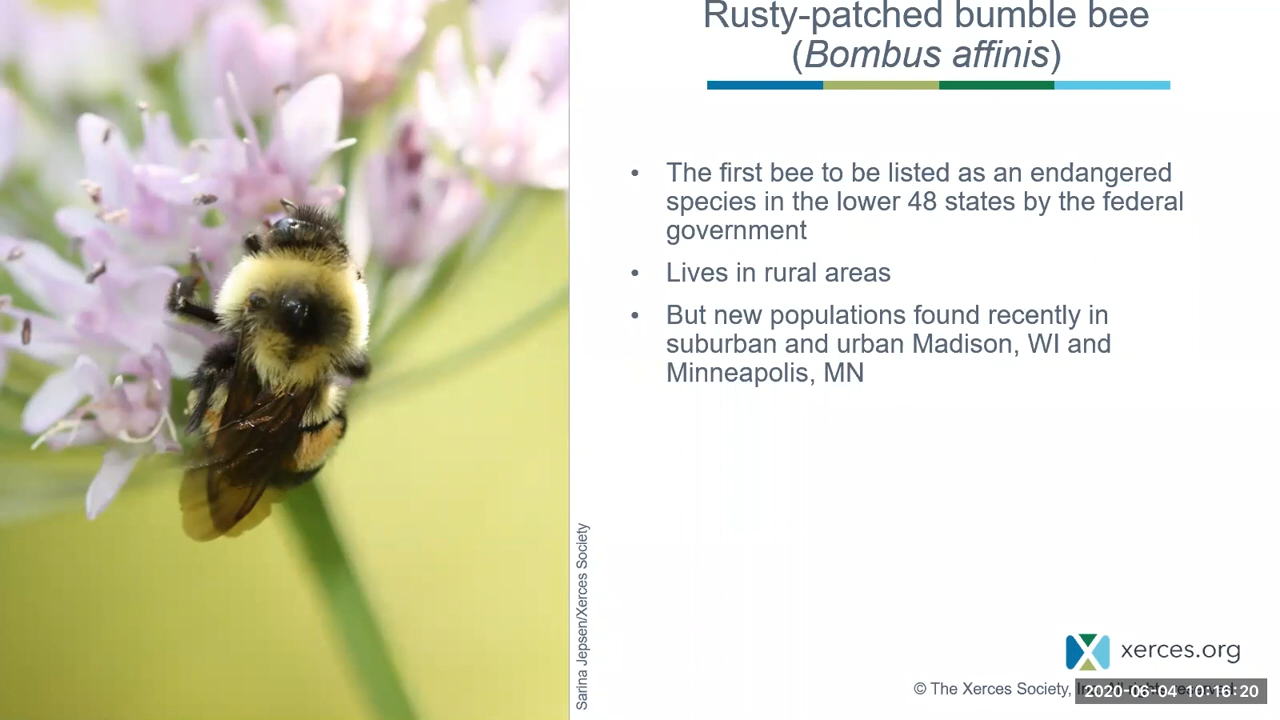 Rusty-patched bumble bee
(Bombus affinis)
• The first bee to be listed as an endangered
species in the lower 48 states by the federal
government
• Lives in rural areas
• But new populations found recently in
suburban and urban Madison, WI and
Minneapolis, MN
Sarina Jepsen/Xerces Society
xerces.org
© The Xerces Society,
2020-06-04 10:16:20